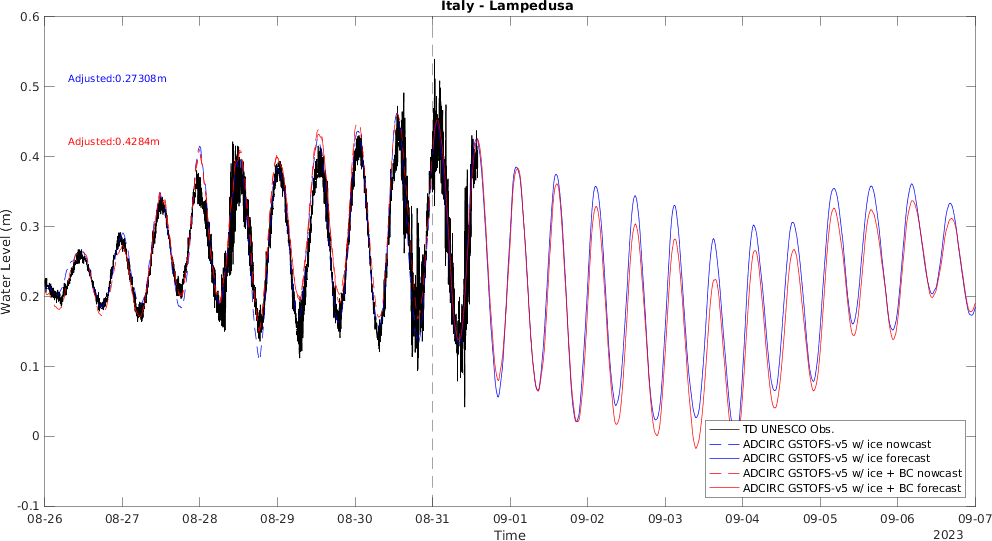 Italy - Lampedusa
Water Level (m)
0.6
0.5
0.4
0.3
0.2
0.1
0
-0.1
Adjusted:0.27308m
Adjusted:0.4284m
TD UNESCO Obs.
ADCIRC GSTOFS-v5 w/ ice nowcast
ADCIRC GSTOFS-v5 w/ ice forecast
ADCIRC GSTOFS-v5 w/ ice + BC nowcast
ADCIRC GSTOFS-v5 w/ ice + BC forecast
08-26 08-27 08-28 08-29 08-30 08-31 09-01 09-02 09-03 09-04 09-05 09-06 09-07
Time
2023